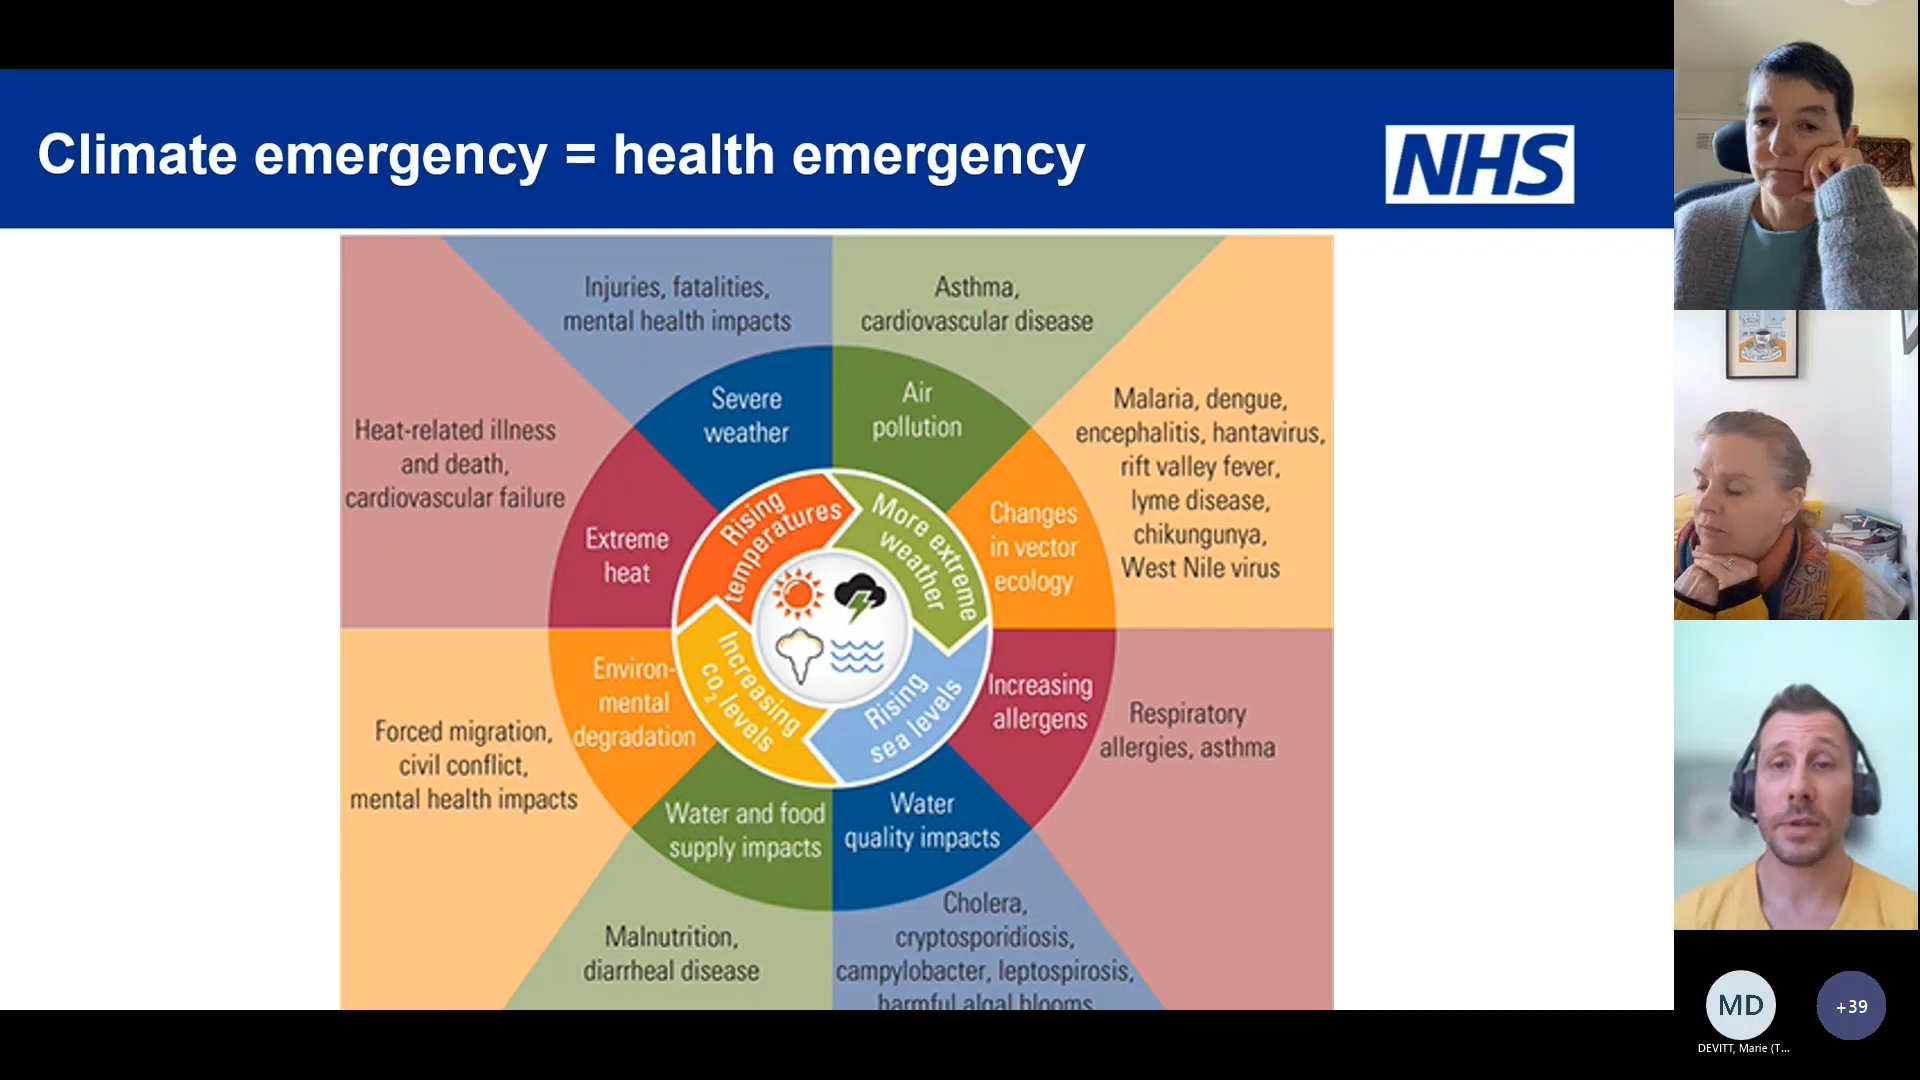 Climate emergency = health emergency
NHS
Injuries, fatalities,
mental health impacts
Asthma,
cardiovascular disease
Severe
weather
Air
pollution
Heat-related illness
and death,
cardiovascular failure
Malaria, dengue,
encephalitis, hantavirus,
rift valley fever,
lyme disease,
chikungunya,
West Nile virus
Extreme
heat
Changes
in vector
ecology
Rising
temperatures
More extreme
weather
Increasing
co2 levels
Rising
sea levels
Environ-
mental
degradation
Increasing
allergens
Forced migration,
civil conflict,
mental health impacts
Respiratory
allergies, asthma
Water and food
supply impacts
Water
quality impacts
Malnutrition,
diarrheal disease
Cholera,
cryptosporidiosis,
campylobacter, leptospirosis,
harmful algal blooms
MD
+39
DEVITT, Marie (T...